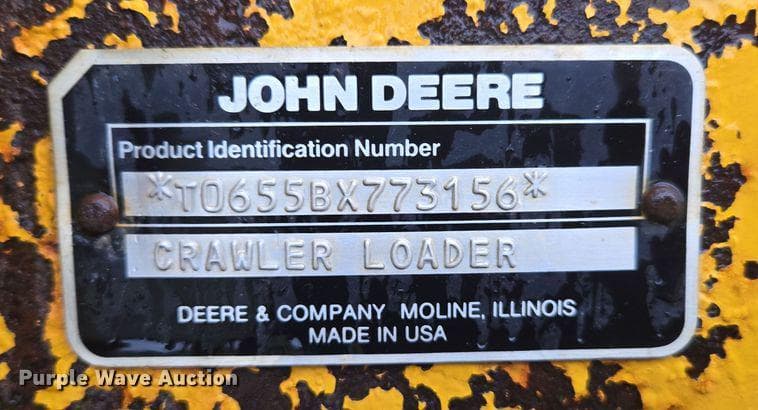 JOHN DEERE
Product Identification Number
*T0655BX773156*
CRAWLER LOADER
DEERE & COMPANY MOLINE, ILLINOIS
MADE IN USA
Purple Wave Auction